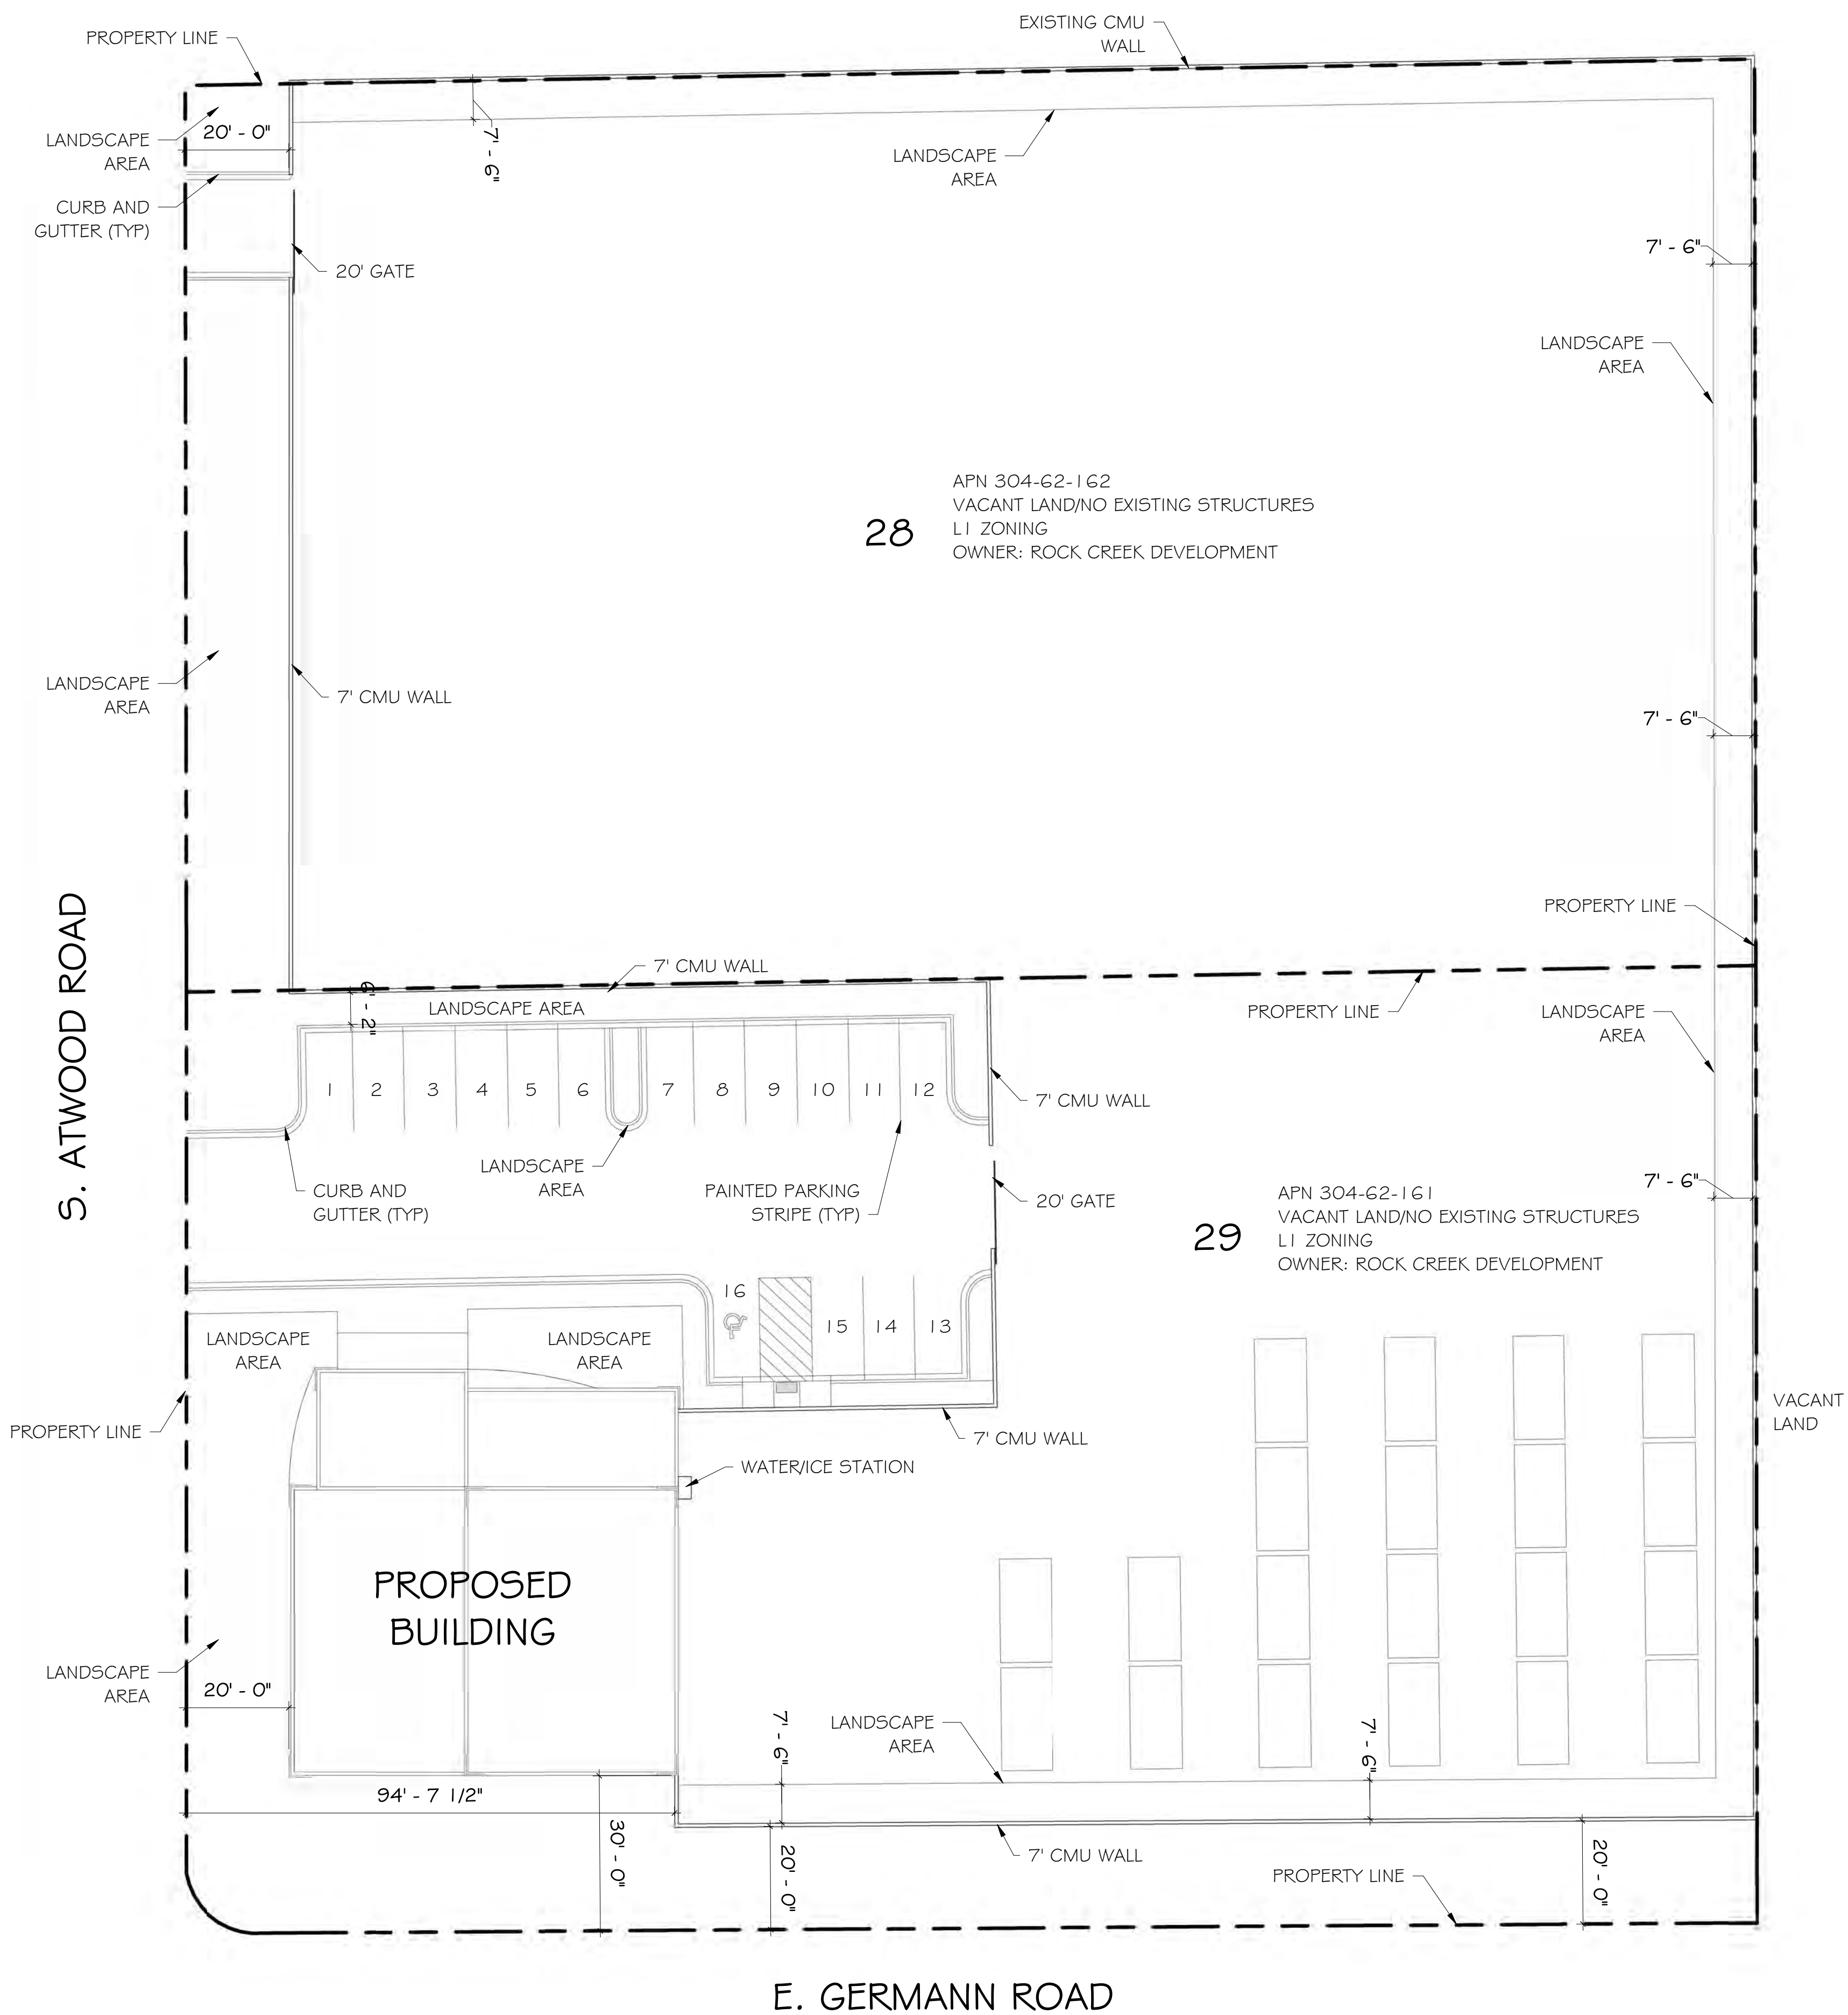 EXISTING CMU
WALL
PROPERTY LINE
LANDSCAPE
AREA
20' - 0"
7' - 6"
LANDSCAPE
AREA
CURB AND
GUTTER (TYP)
20' GATE
7' - 6"
LANDSCAPE
AREA
28
APN 304-62-162
VACANT LAND/NO EXISTING STRUCTURES
LI ZONING
OWNER: ROCK CREEK DEVELOPMENT
LANDSCAPE
AREA
7' CMU WALL
7' - 6"
PROPERTY LINE
S. ATWOOD ROAD
7' CMU WALL
6' - 2"
LANDSCAPE AREA
PROPERTY LINE
LANDSCAPE
AREA
1 2 3 4 5 6 7 8 9 10 11 12
7' CMU WALL
LANDSCAPE
AREA
CURB AND
GUTTER (TYP)
PAINTED PARKING
STRIPE (TYP)
20' GATE
7' - 6"
29
APN 304-62-161
VACANT LAND/NO EXISTING STRUCTURES
LI ZONING
OWNER: ROCK CREEK DEVELOPMENT
16
15 14 13
LANDSCAPE
AREA
LANDSCAPE
AREA
PROPERTY LINE
VACANT
LAND
7' CMU WALL
WATER/ICE STATION
PROPOSED
BUILDING
LANDSCAPE
AREA
20' - 0"
7' - 6"
LANDSCAPE
AREA
7' - 6"
94' - 7 1/2"
30' - 0"
20' - 0"
7' CMU WALL
PROPERTY LINE
20' - 0"
E. GERMANN ROAD